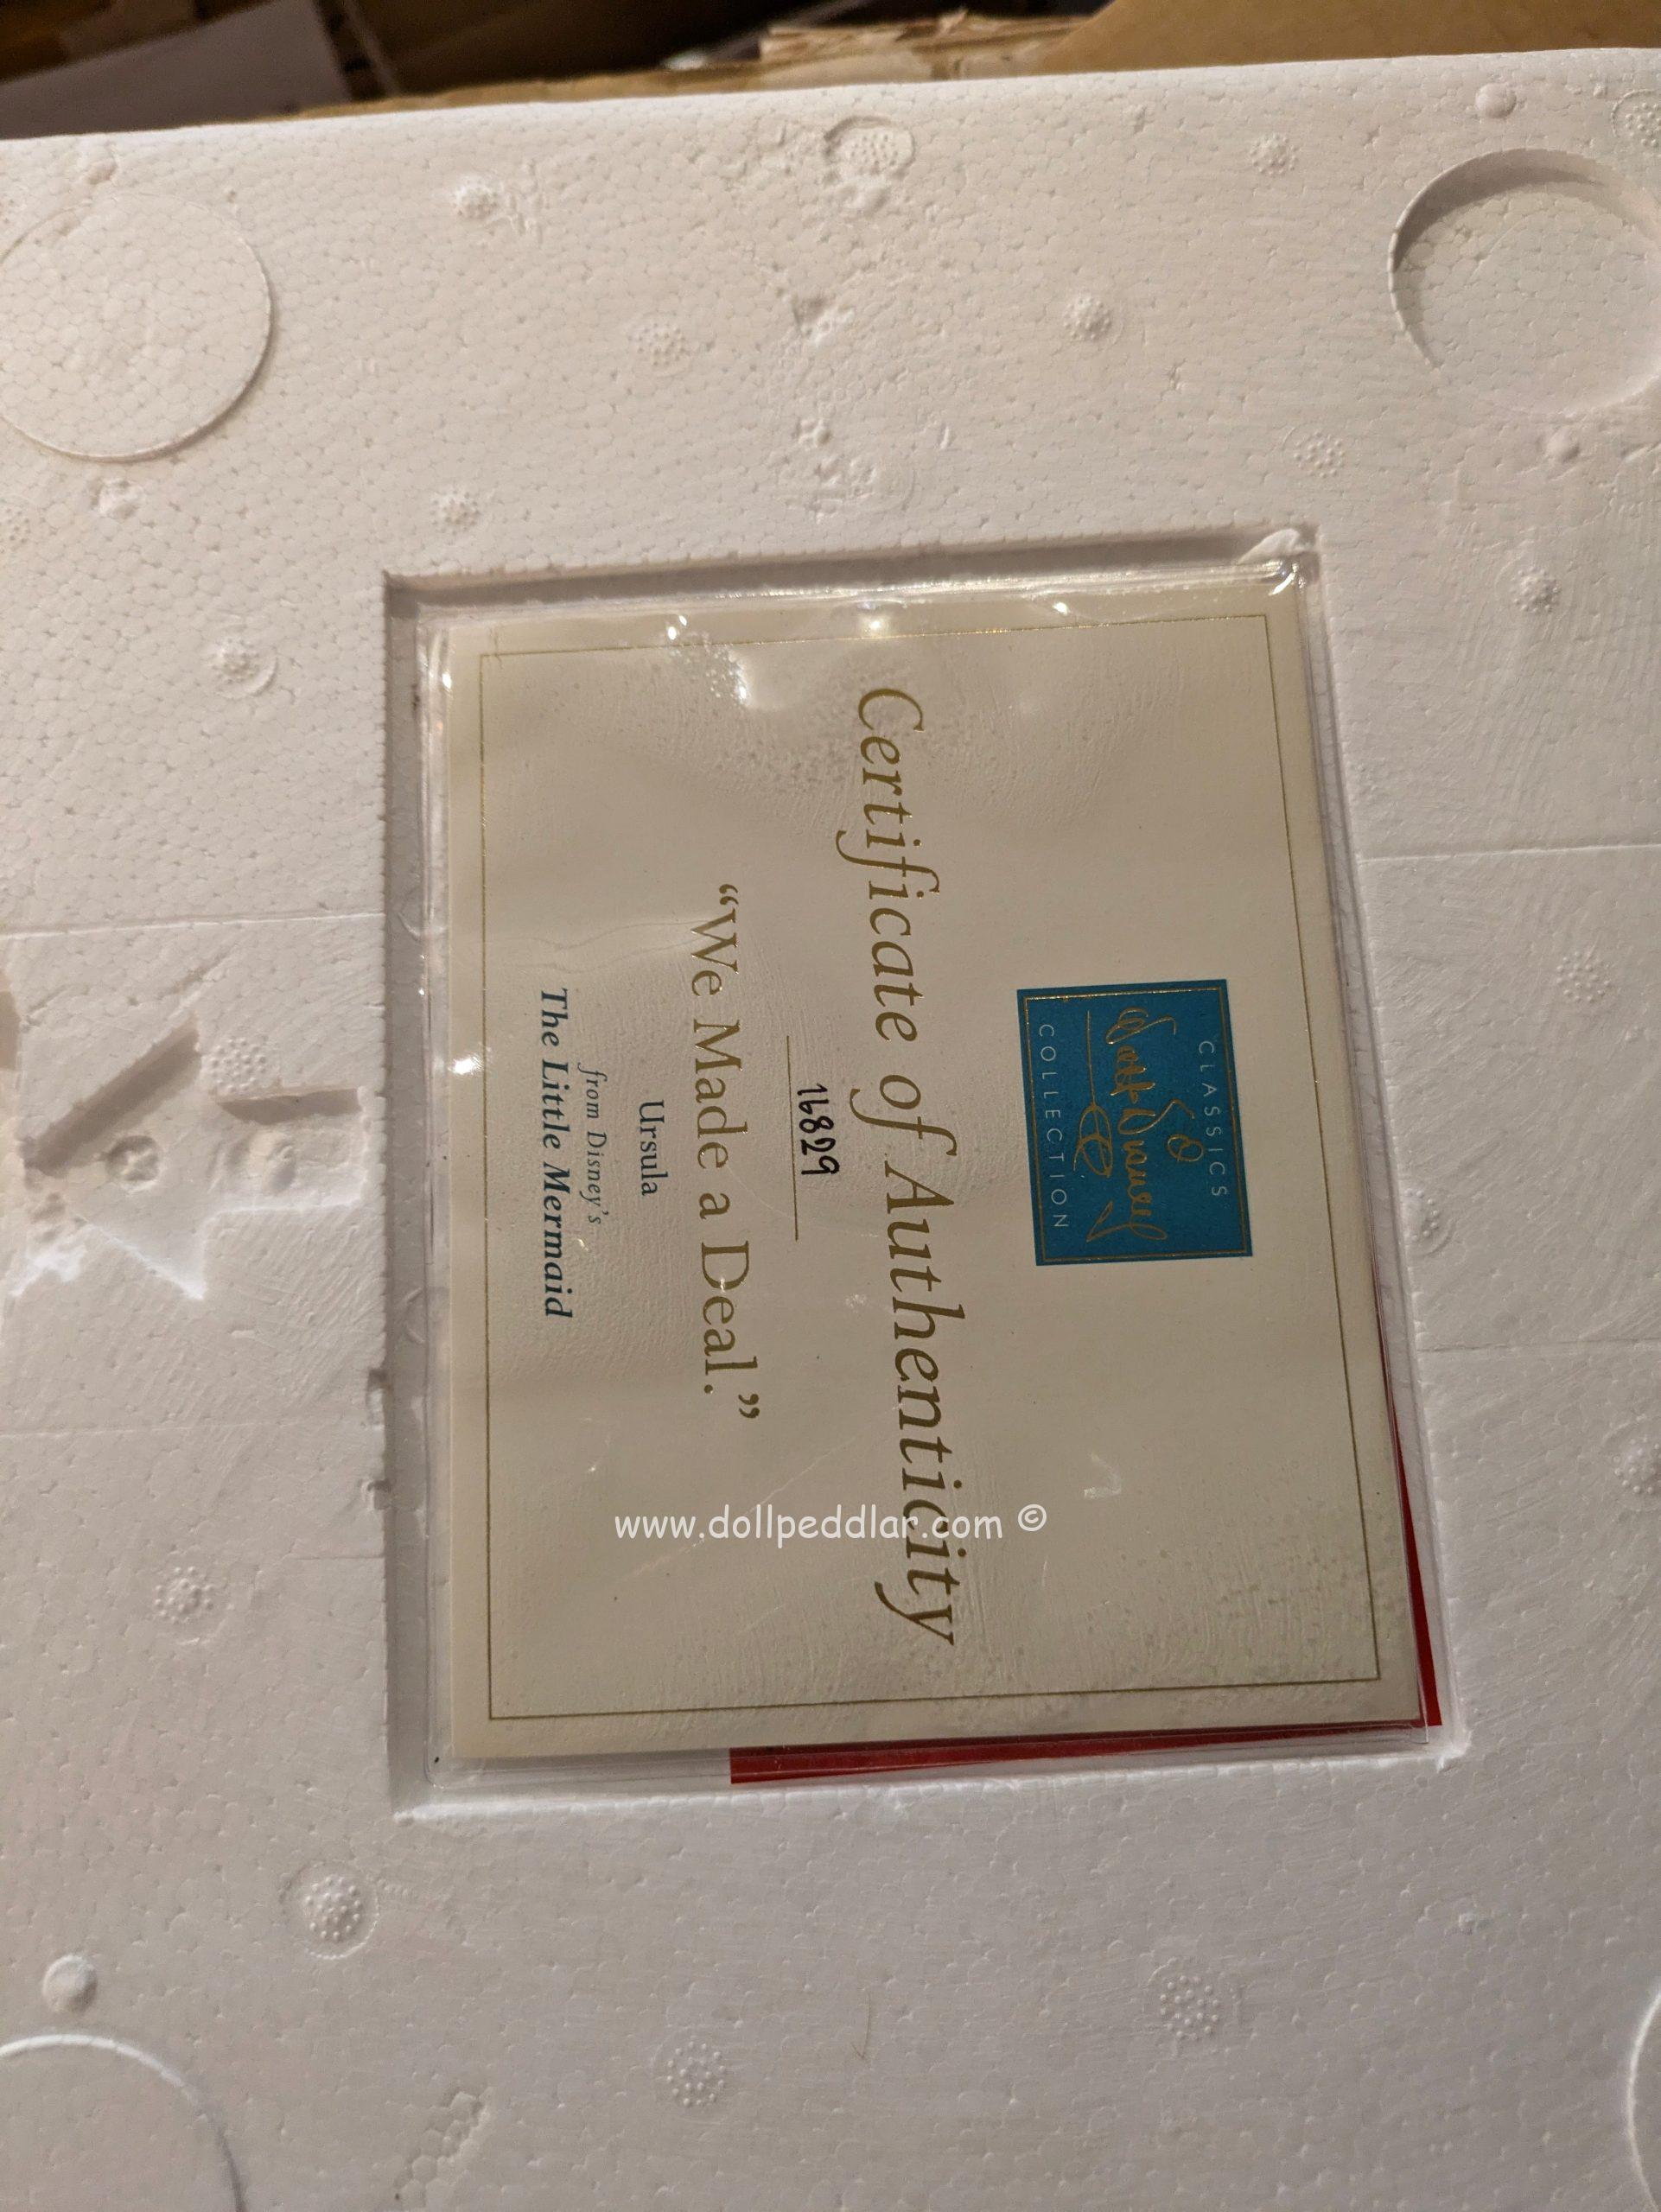 CLASSICS
Walt Disney
COLLECTION
Certificate of Authenticity
16829
“We Made a Deal.”
Ursula
from Disney’s
The Little Mermaid
www.dollpeddlar.com ©